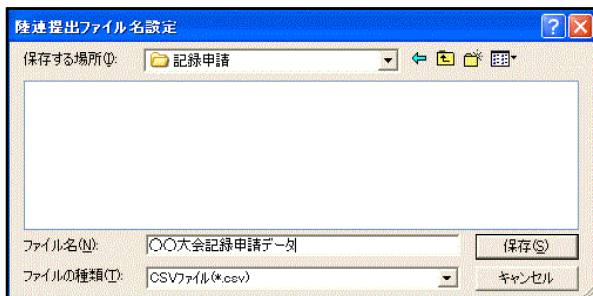 陸連提出ファイル名設定
保存する場所(I): 記録申請
ファイル名(N): 〇〇大会記録申請データ 保存(S)
ファイルの種類(T): CSVファイル(*.csv) キャンセル